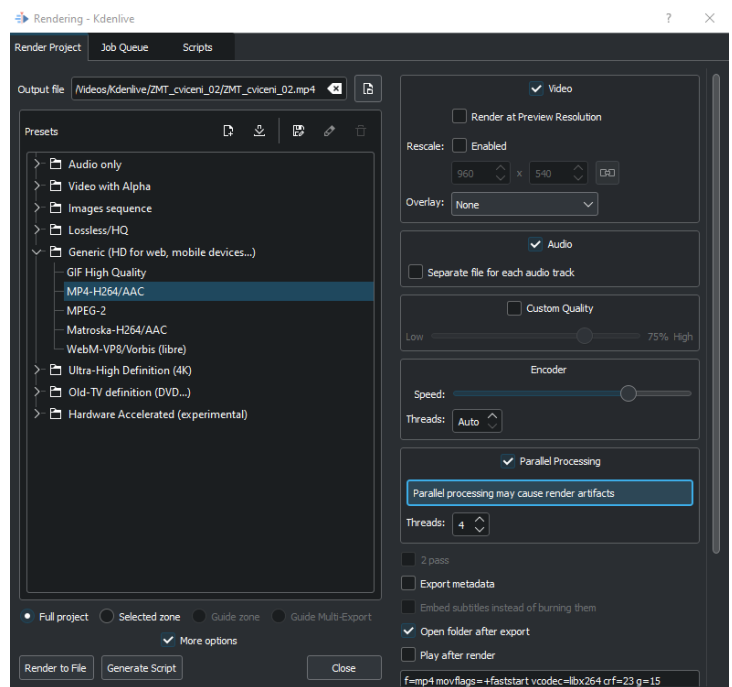 Rendering - Kdenlive
Render Project
Job Queue
Scripts
Output file
/Videos/Kdenlive/ZMT_cviceni_02/ZMT_cviceni_02.mp4
Presets
Audio only
Video with Alpha
Images sequence
Lossless/HQ
Generic (HD for web, mobile devices...)
GIF High Quality
MP4-H264/AAC
MPEG-2
Matroska-H264/AAC
WebM-VP8/Vorbis (libre)
Ultra-High Definition (4K)
Old-TV definition (DVD...)
Hardware Accelerated (experimental)
Full project
Selected zone
Guide zone
Guide Multi-Export
More options
Render to File
Generate Script
Close
Video
Render at Preview Resolution
Rescale:
Enabled
960 x 540
Overlay:
None
Audio
Separate file for each audio track
Custom Quality
Low
75% High
Encoder
Speed:
Threads:
Auto
Parallel Processing
Parallel processing may cause render artifacts
Threads:
4
2 pass
Export metadata
Embed subtitles instead of burning them
Open folder after export
Play after render
f=mp4 movflags=+faststart vcodec=libx264 crf=23 g=15